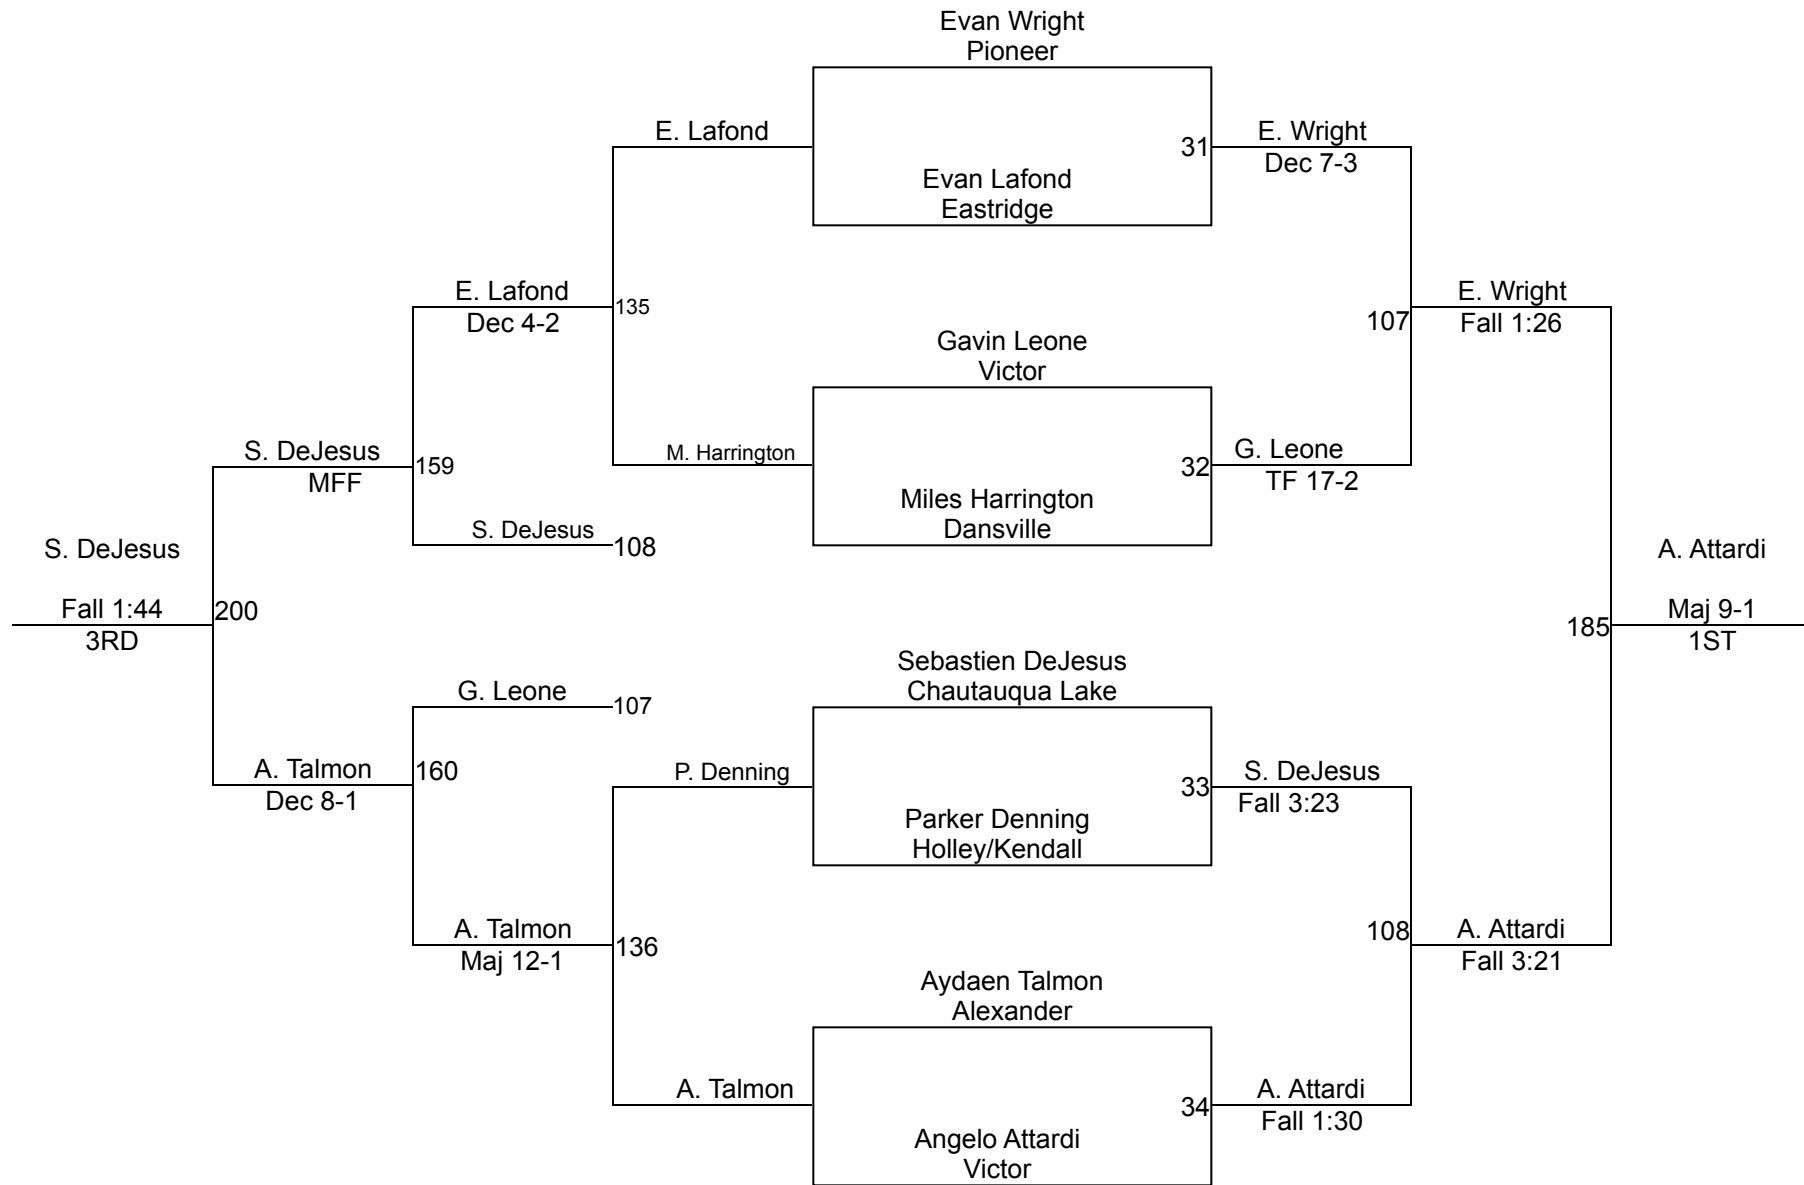 Evan Wright
Pioneer
E. Lafond
31
E. Wright
Dec 7-3
Evan Lafond
Eastridge
E. Lafond
Dec 4-2
135
107
E. Wright
Fall 1:26
Gavin Leone
Victor
S. DeJesus
MFF
159
M. Harrington
32
G. Leone
TF 17-2
Miles Harrington
Dansville
S. DeJesus
108
S. DeJesus
Fall 1:44
3RD
200
185
A. Attardi
Maj 9-1
1ST
Sebastien DeJesus
Chautauqua Lake
G. Leone
107
A. Talmon
Dec 8-1
160
P. Denning
33
S. DeJesus
Fall 3:23
Parker Denning
Holley/Kendall
A. Talmon
Maj 12-1
136
108
A. Attardi
Fall 3:21
Aydaen Talmon
Alexander
A. Talmon
34
A. Attardi
Fall 1:30
Angelo Attardi
Victor